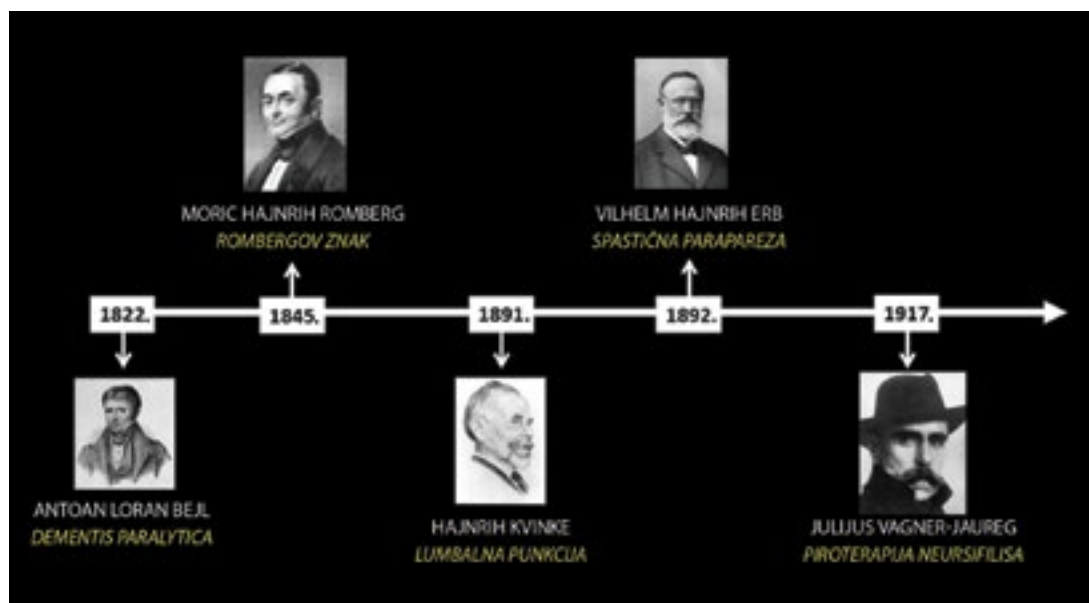 MORIC HAJNRIH ROMBERG
ROMBERGOV ZNAK
VILHELM HAJNRIH ERB
SPASTIČNA PARAPAREZA
1822.
1845.
1891.
1892.
1917.
ANTOAN LORAN BEJL
DEMENTIS PARALYTICA
HAJNRIH KVINKE
LUMBALNA PUNKCIJA
JULIJUS VAGNER-JAUREG
PIROTERAPIJA NEURSIFILISA